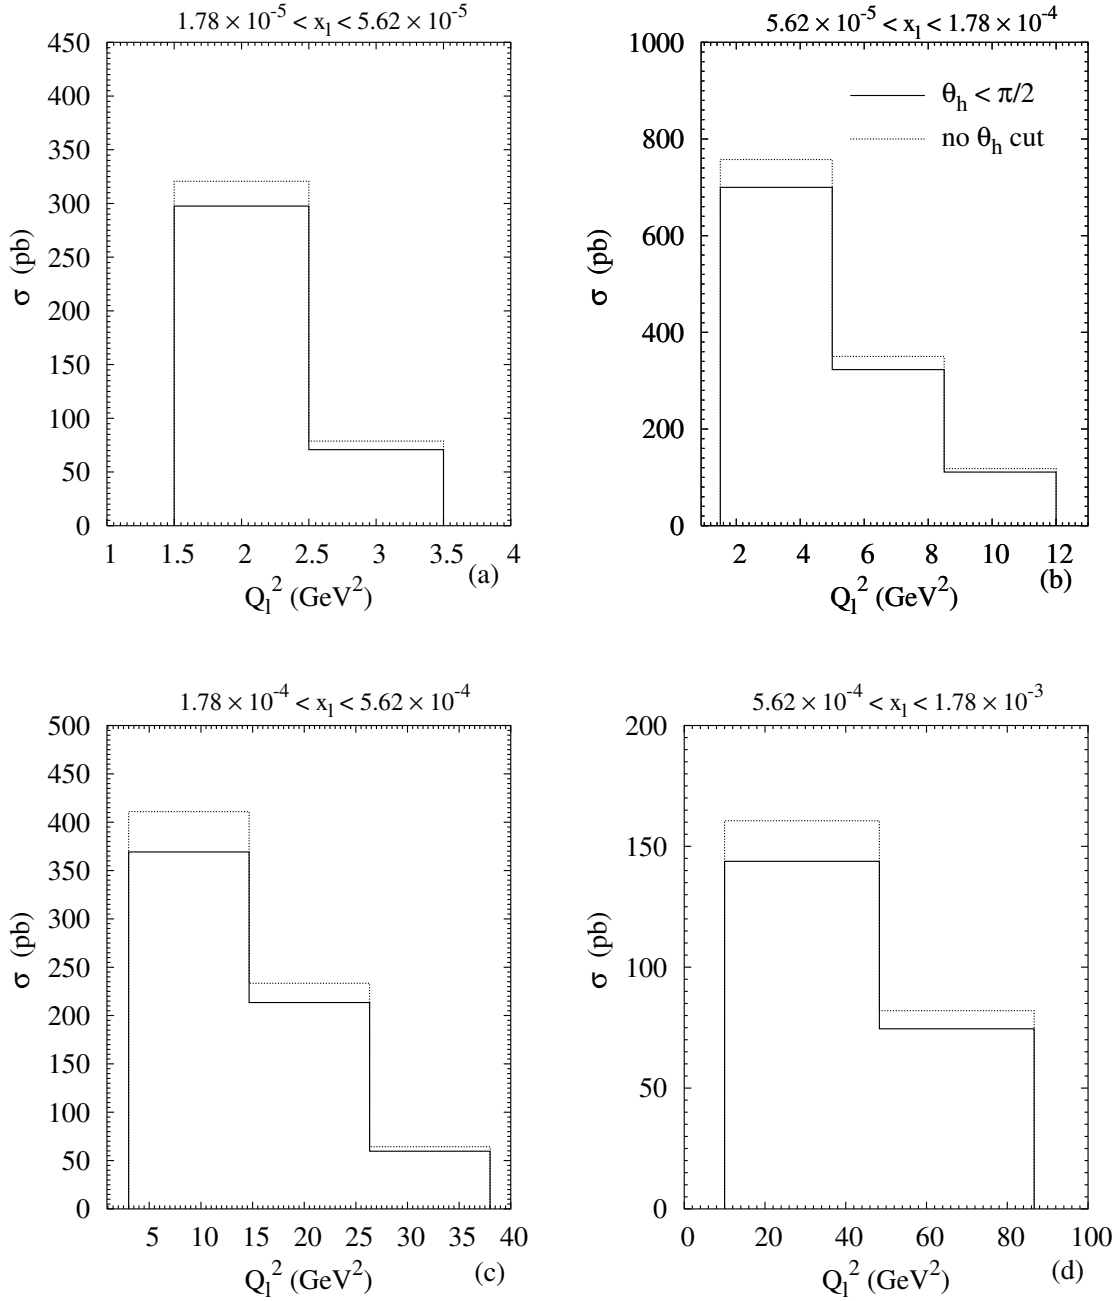 1.78 × 10^-5 < x_l < 5.62 × 10^-5
450
400
350
300
250
200
150
100
50
0
σ (pb)
1 1.5 2 2.5 3 3.5 4
Q_l^2 (GeV^2)
(a)
5.62 × 10^-5 < x_l < 1.78 × 10^-4
1000
800
600
400
200
0
σ (pb)
θ_h < π/2
no θ_h cut
2 4 6 8 10 12
Q_l^2 (GeV^2)
(b)
1.78 × 10^-4 < x_l < 5.62 × 10^-4
500
450
400
350
300
250
200
150
100
50
0
σ (pb)
5 10 15 20 25 30 35 40
Q_l^2 (GeV^2)
(c)
5.62 × 10^-4 < x_l < 1.78 × 10^-3
200
150
100
50
0
σ (pb)
0 20 40 60 80 100
Q_l^2 (GeV^2)
(d)